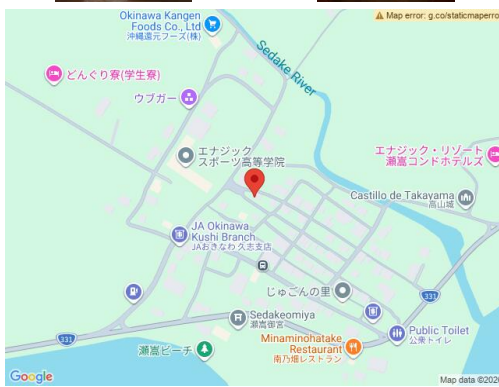 Okinawa Kangen
Foods Co., Ltd
沖縄還元フーズ(株)
Map error: g.co/staticmaperro
Sedake River
どんぐり寮(学生寮)
ウブガー
エナジック
スポーツ高等学院
エナジック・リゾート
瀬嵩コンドホテルズ
Castillo de Takayama
高山城
JA Okinawa
Kushi Branch
JAおきなわ 久志支店
じゅごんの里
331
Sedakeomiya
瀬嵩御宮
331
Public Toilet
公衆トイレ
瀬嵩ビーチ
Minaminohatake
Restaurant
南乃畑レストラン
Google
Map data ©202